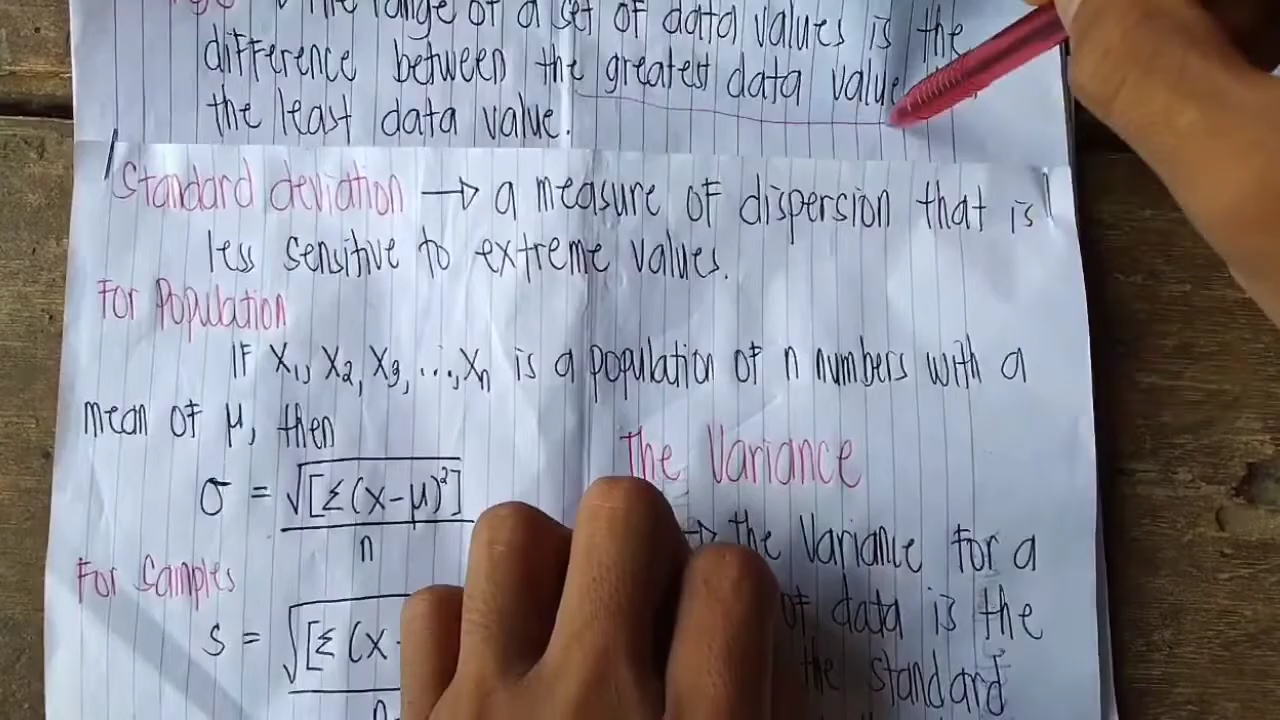 the range of a set of data values is the
difference between the greatest data value
the least data value.
Standard deviation → a measure of dispersion that is
less sensitive to extreme values.
For Population
IF X₁, X₂, X₃, ..., Xn is a population of n numbers with a
mean of μ, then
σ = √[Σ(x-μ)²]
n
For Samples
s = √[Σ(x-
The Variance
→ the Variance for a
of data is the
the standard